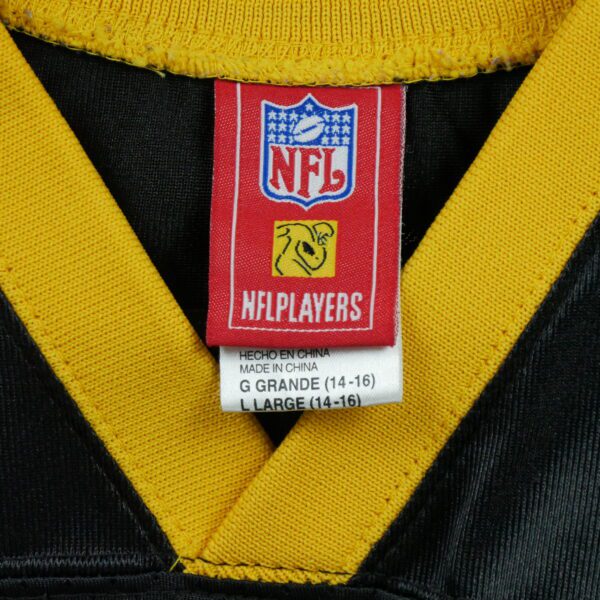 NFL
NFLPLAYERS
HECHO EN CHINA
MADE IN CHINA
G GRANDE (14-16)
L LARGE (14-16)